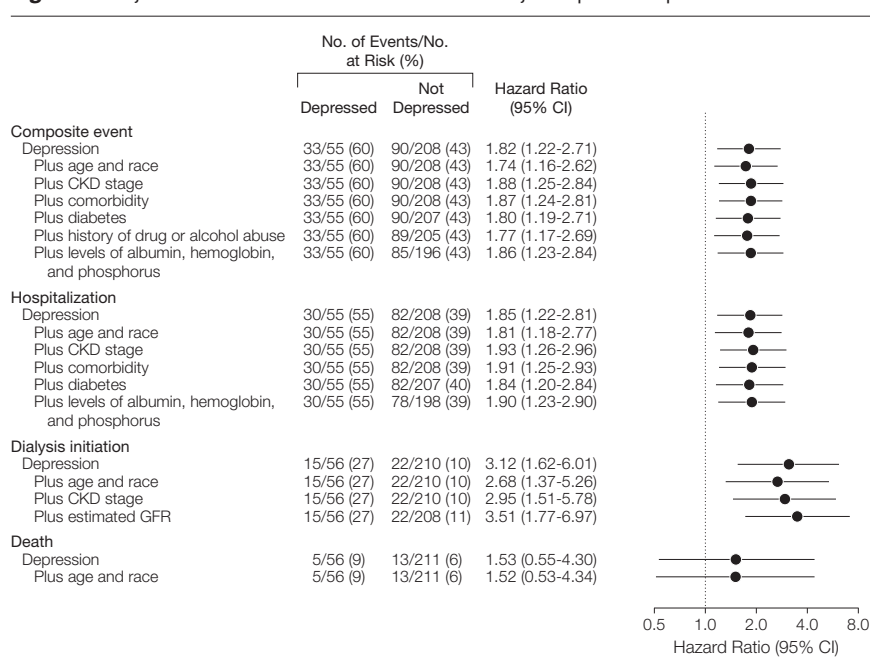 No. of Events/No.
at Risk (%)
Depressed Not Depressed Hazard Ratio (95% CI)
Composite event
Depression 33/55 (60) 90/208 (43) 1.82 (1.22-2.71)
Plus age and race 33/55 (60) 90/208 (43) 1.74 (1.16-2.62)
Plus CKD stage 33/55 (60) 90/208 (43) 1.88 (1.25-2.84)
Plus comorbidity 33/55 (60) 90/208 (43) 1.87 (1.24-2.81)
Plus diabetes 33/55 (60) 90/207 (43) 1.80 (1.19-2.71)
Plus history of drug or alcohol abuse 33/55 (60) 89/205 (43) 1.77 (1.17-2.69)
Plus levels of albumin, hemoglobin, 33/55 (60) 85/196 (43) 1.86 (1.23-2.84)
and phosphorus
Hospitalization
Depression 30/55 (55) 82/208 (39) 1.85 (1.22-2.81)
Plus age and race 30/55 (55) 82/208 (39) 1.81 (1.18-2.77)
Plus CKD stage 30/55 (55) 82/208 (39) 1.93 (1.26-2.96)
Plus comorbidity 30/55 (55) 82/208 (39) 1.91 (1.25-2.93)
Plus diabetes 30/55 (55) 82/207 (40) 1.84 (1.20-2.84)
Plus levels of albumin, hemoglobin, 30/55 (55) 78/198 (39) 1.90 (1.23-2.90)
and phosphorus
Dialysis initiation
Depression 15/56 (27) 22/210 (10) 3.12 (1.62-6.01)
Plus age and race 15/56 (27) 22/210 (10) 2.68 (1.37-5.26)
Plus CKD stage 15/56 (27) 22/210 (10) 2.95 (1.51-5.78)
Plus estimated GFR 15/56 (27) 22/208 (11) 3.51 (1.77-6.97)
Death
Depression 5/56 (9) 13/211 (6) 1.53 (0.55-4.30)
Plus age and race 5/56 (9) 13/211 (6) 1.52 (0.53-4.34)
0.5 1.0 2.0 4.0 8.0
Hazard Ratio (95% CI)